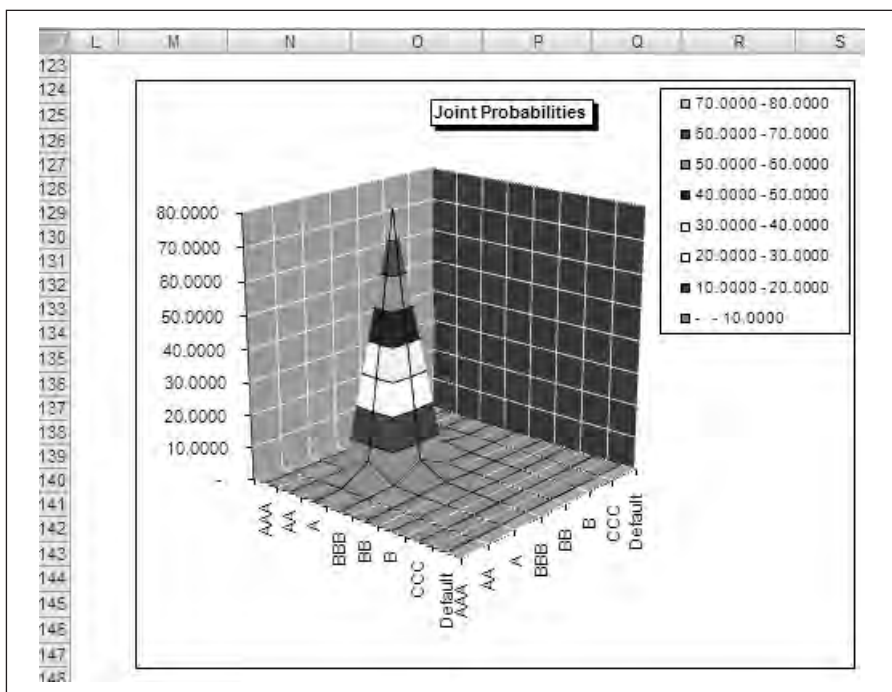 L M N O P Q R S
123
124
125
126
127
128
129
130
131
132
133
134
135
136
137
138
139
140
141
142
143
144
145
146
147
148
Joint Probabilities
70.0000 - 80.0000
60.0000 - 70.0000
50.0000 - 60.0000
40.0000 - 50.0000
30.0000 - 40.0000
20.0000 - 30.0000
10.0000 - 20.0000
- - 10.0000
80.0000
70.0000
60.0000
50.0000
40.0000
30.0000
20.0000
10.0000
-
AAA
AA
A
BBB
BB
B
CCC
Default
AAA
AA
A
BBB
BB
B
CCC
Default